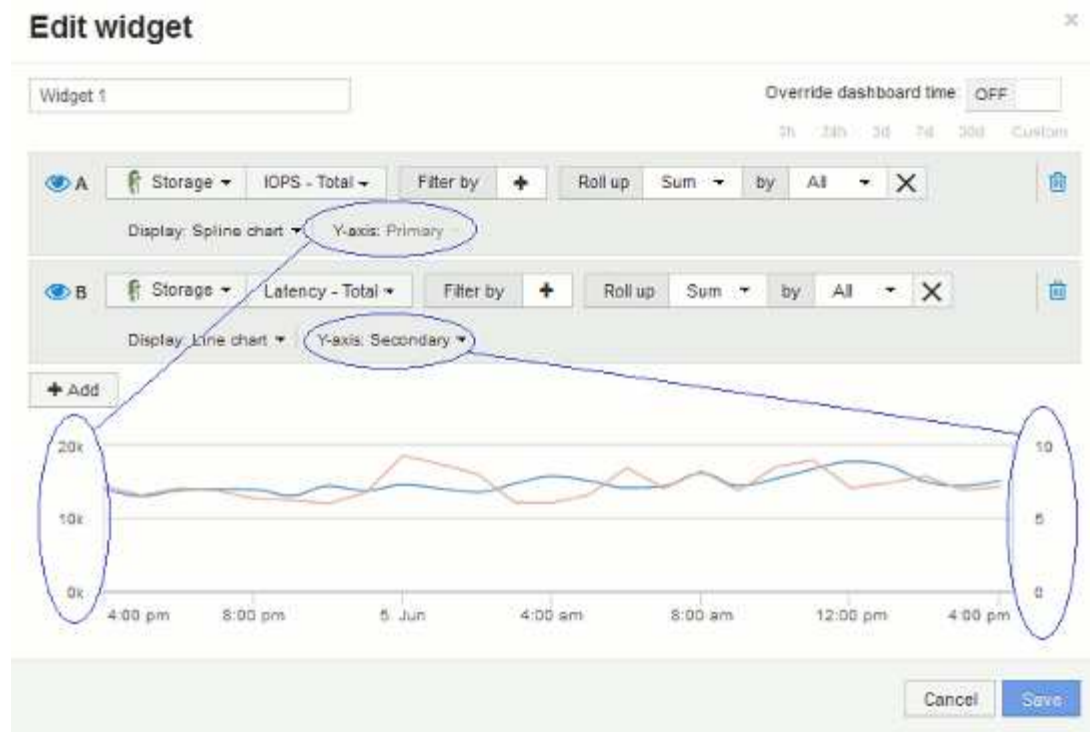 Edit widget
Widget 1
Override dashboard time OFF
3h 24h 3d 7d 30d Custom
A Storage IOPS - Total Filter by + Roll up Sum by All X
Display: Spline chart Y-axis: Primary
B Storage Latency - Total Filter by + Roll up Sum by All X
Display: Line chart Y-axis: Secondary
+ Add
20k 10
10k 5
0k 0
4:00 pm 8:00 pm 5. Jun 4:00 am 8:00 am 12:00 pm 4:00 pm
Cancel Save